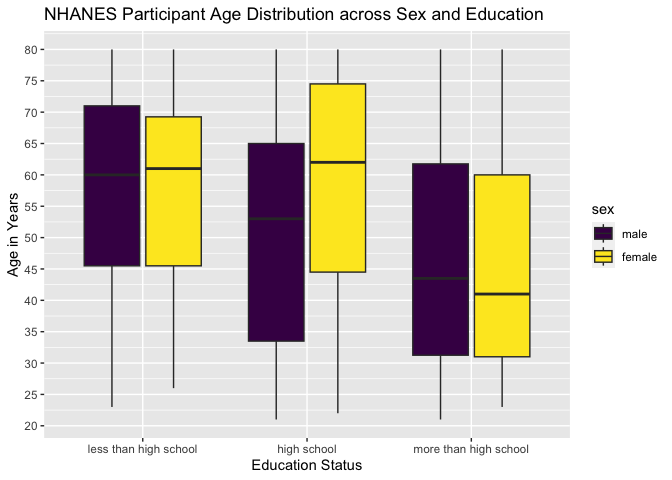 NHANES Participant Age Distribution across Sex and Education
Age in Years
80
75
70
65
60
55
50
45
40
35
30
25
20
less than high school
high school
more than high school
Education Status
sex
male
female